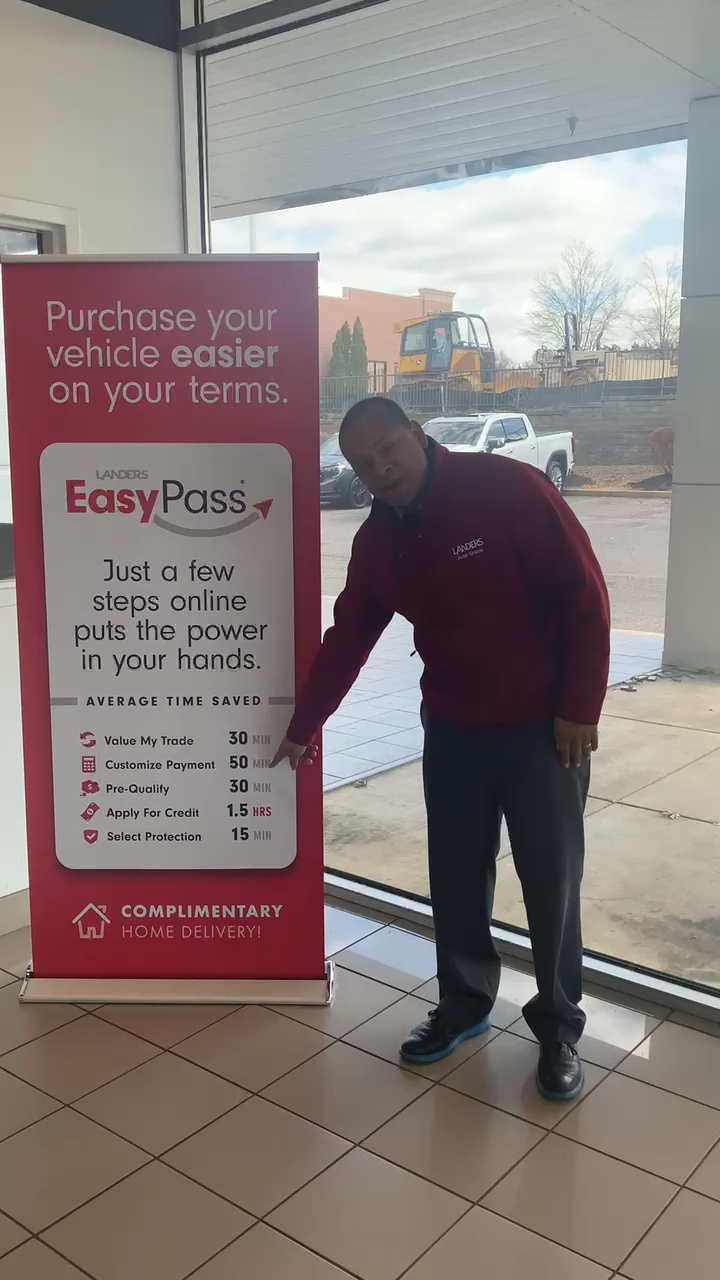 Purchase your
vehicle easier
on your terms.
LANDERS
EasyPass
Just a few
steps online
puts the power
in your hands.
AVERAGE TIME SAVED
Value My Trade 30 MIN
Customize Payment 50 MIN
Pre-Qualify 30 MIN
Apply For Credit 1.5 HRS
Select Protection 15 MIN
COMPLIMENTARY
HOME DELIVERY!
LANDERS
Auto Group